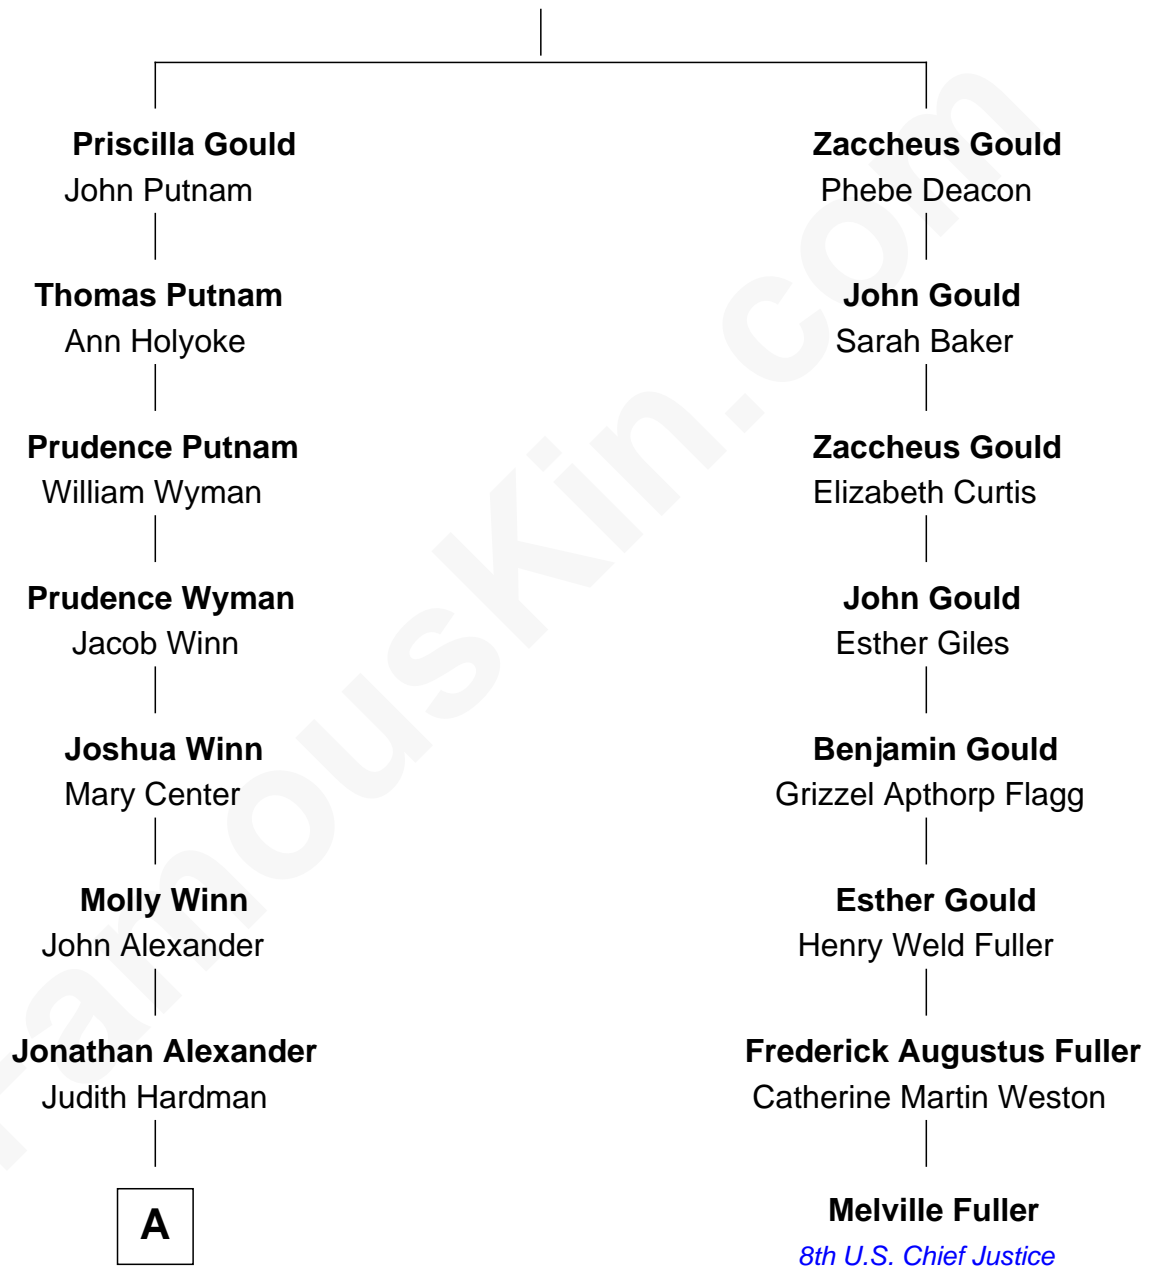 Priscilla Gould
John Putnam
Thomas Putnam
Ann Holyoke
Prudence Putnam
William Wyman
Prudence Wyman
Jacob Winn
Joshua Winn
Mary Center
Molly Winn
John Alexander
Jonathan Alexander
Judith Hardman
A
Zaccheus Gould
Phebe Deacon
John Gould
Sarah Baker
Zaccheus Gould
Elizabeth Curtis
John Gould
Esther Giles
Benjamin Gould
Grizzel Apthorp Flagg
Esther Gould
Henry Weld Fuller
Frederick Augustus Fuller
Catherine Martin Weston
Melville Fuller
8th U.S. Chief Justice
FamousKin.com